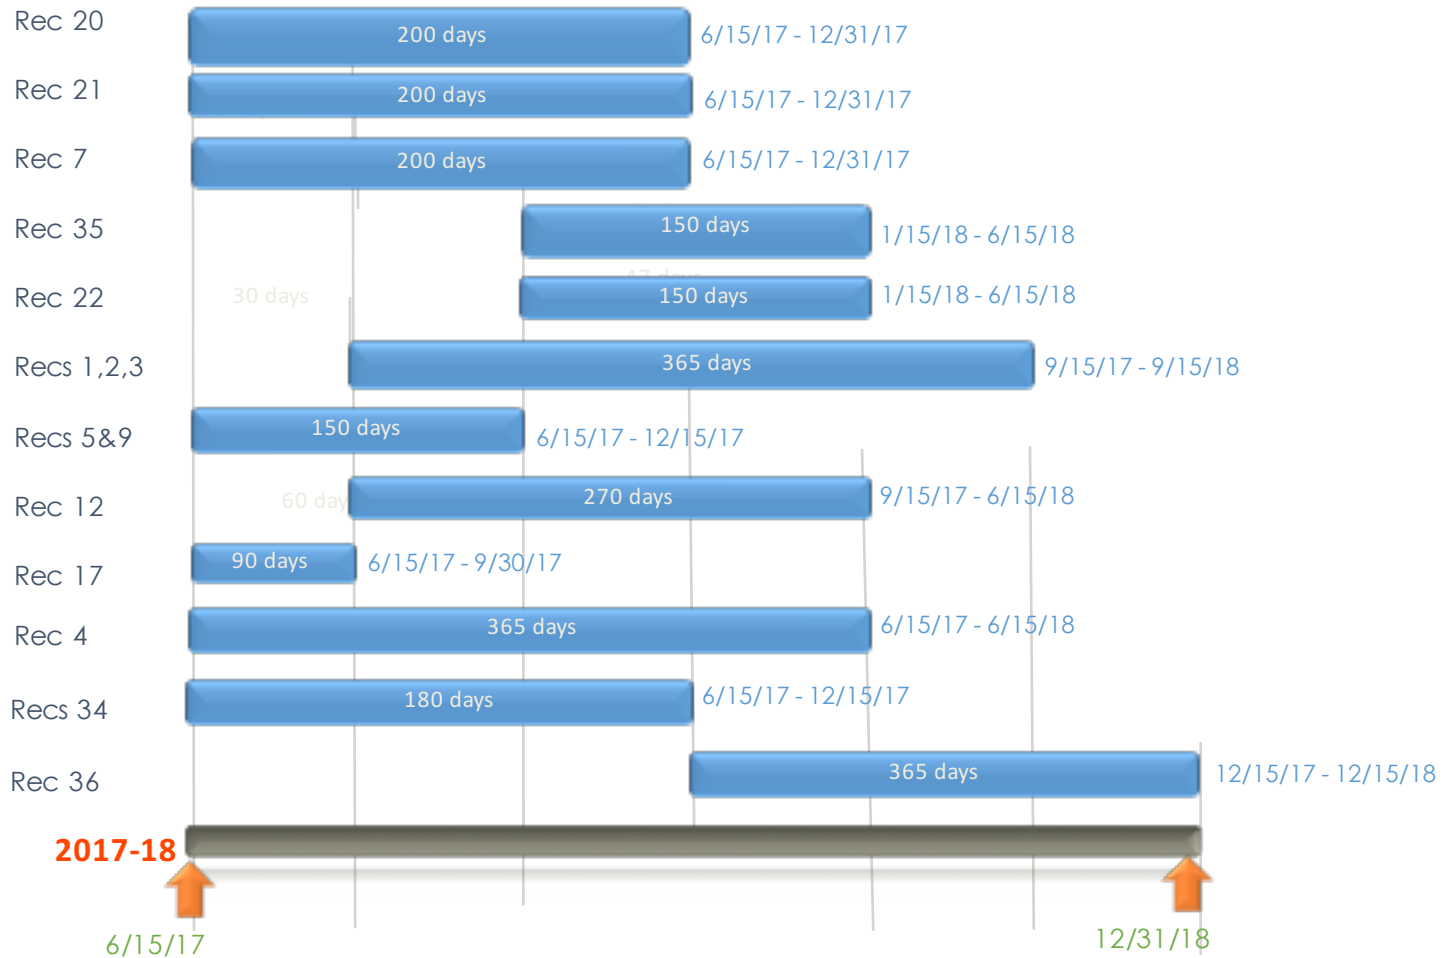 Rec 20
200 days
6/15/17 - 12/31/17
Rec 21
200 days
6/15/17 - 12/31/17
Rec 7
200 days
6/15/17 - 12/31/17
Rec 35
150 days
1/15/18 - 6/15/18
47 days
30 days
Rec 22
150 days
1/15/18 - 6/15/18
Recs 1,2,3
365 days
9/15/17 - 9/15/18
Recs 5&9
150 days
6/15/17 - 12/15/17
Rec 12
60 day
270 days
9/15/17 - 6/15/18
Rec 17
90 days
6/15/17 - 9/30/17
Rec 4
365 days
6/15/17 - 6/15/18
Recs 34
180 days
6/15/17 - 12/15/17
Rec 36
365 days
12/15/17 - 12/15/18
2017-18
6/15/17
12/31/18